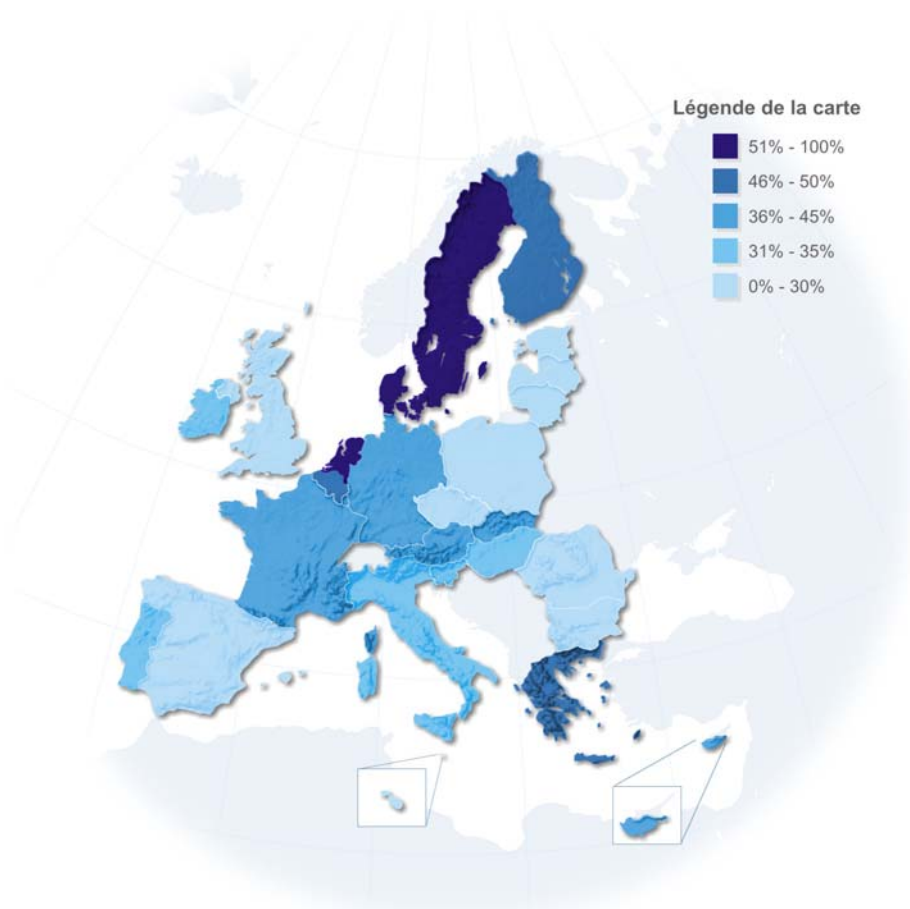 Légende de la carte
51% - 100%
46% - 50%
36% - 45%
31% - 35%
0% - 30%